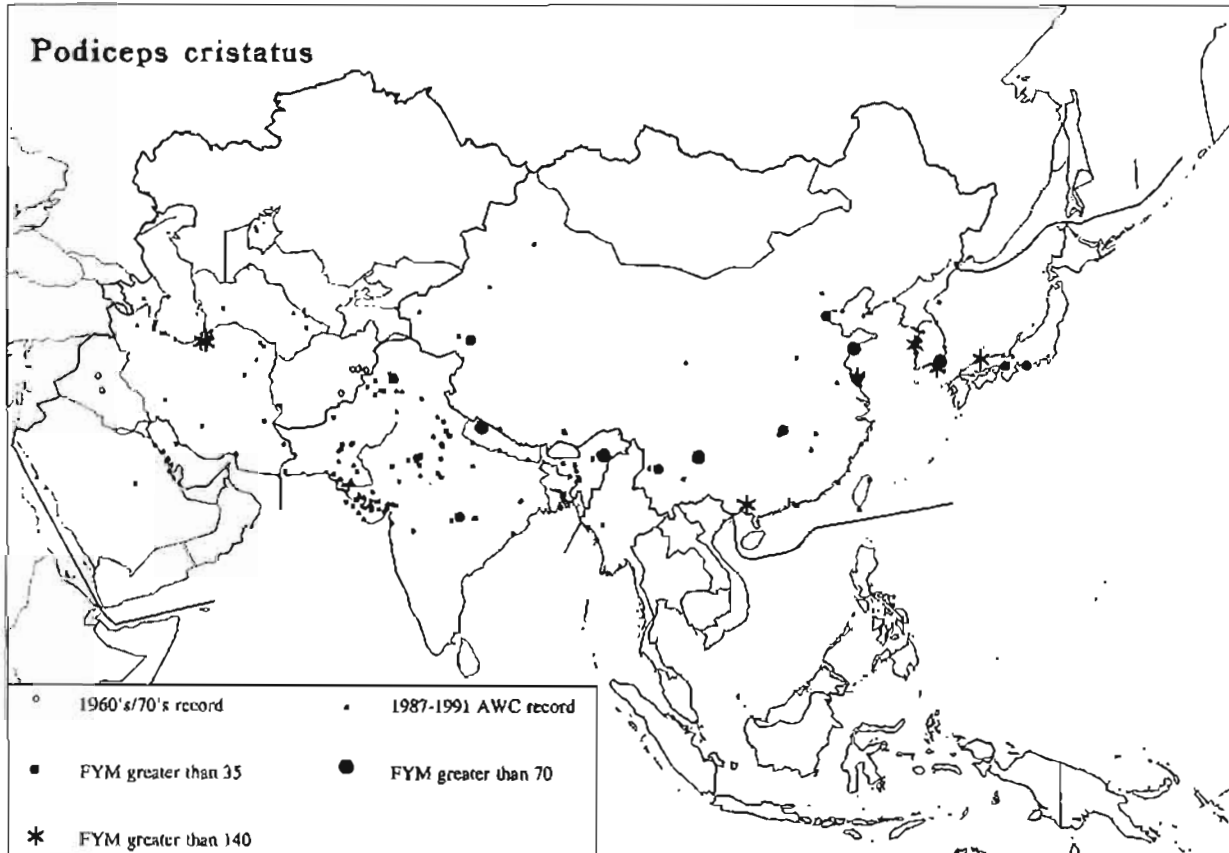 Podiceps cristatus
1960's/70's record
1987-1991 AWC record
FYM greater than 35
FYM greater than 70
FYM greater than 140